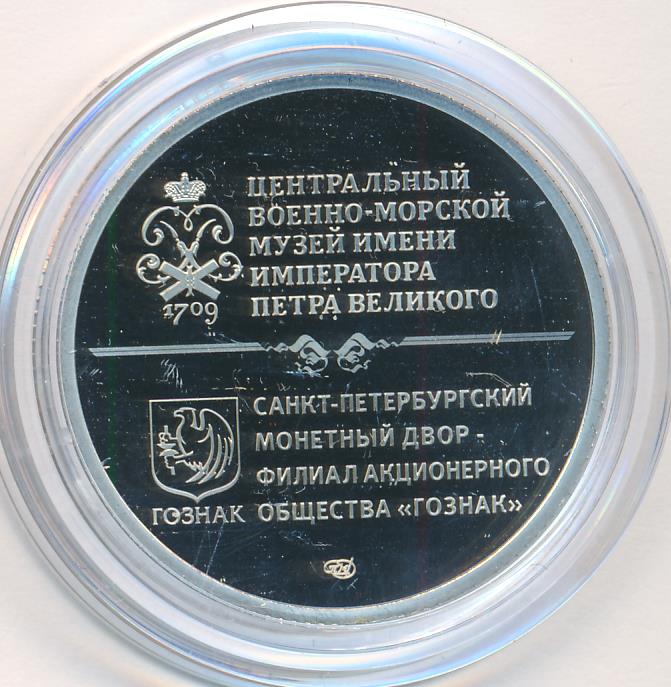 ЦЕНТРАЛЬНЫЙ
ВОЕННО-МОРСКОЙ
МУЗЕЙ ИМЕНИ
ИМПЕРАТОРА
ПЕТРА ВЕЛИКОГО
1709
САНКТ-ПЕТЕРБУРГСКИЙ
МОНЕТНЫЙ ДВОР -
ФИЛИАЛ АКЦИОНЕРНОГО
ОБЩЕСТВА «ГОЗНАК»
ГОЗНАК